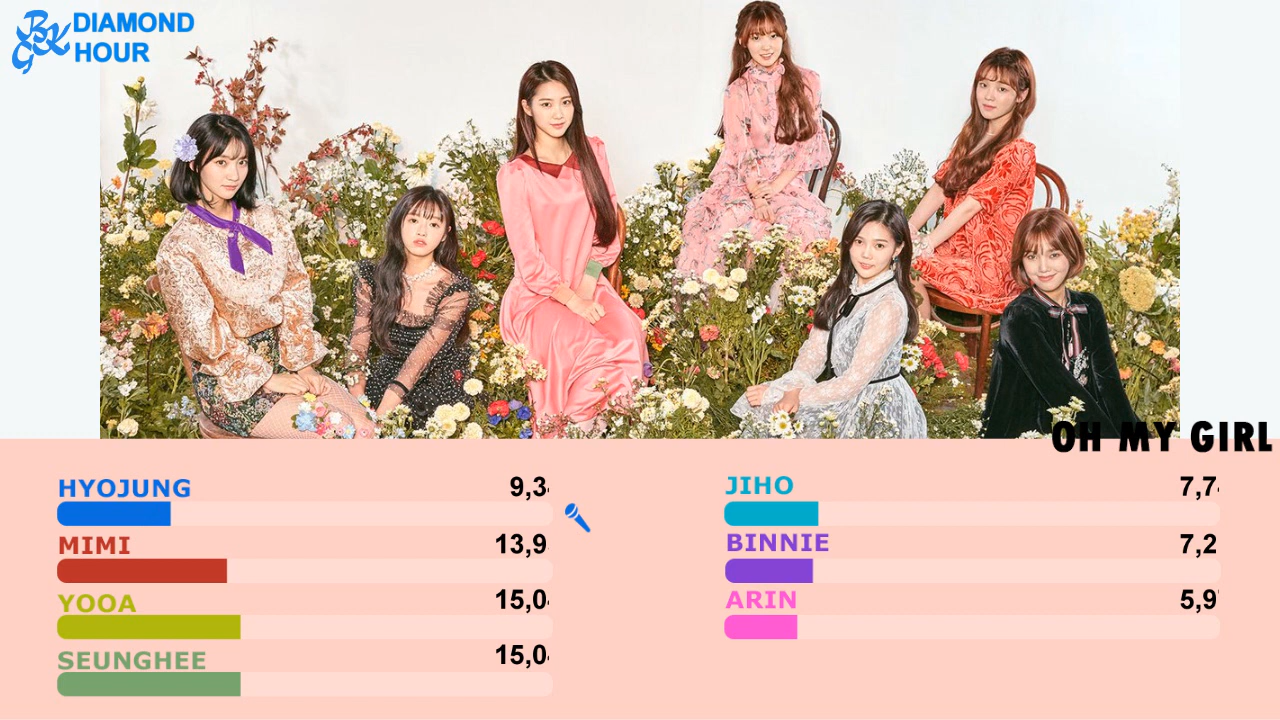 DIAMOND
HOUR
OH MY GIRL
HYOJUNG
9,3
MIMI
13,9
YOOA
15,0
SEUNGHEE
15,0
JIHO
7,7
BINNIE
7,2
ARIN
5,9